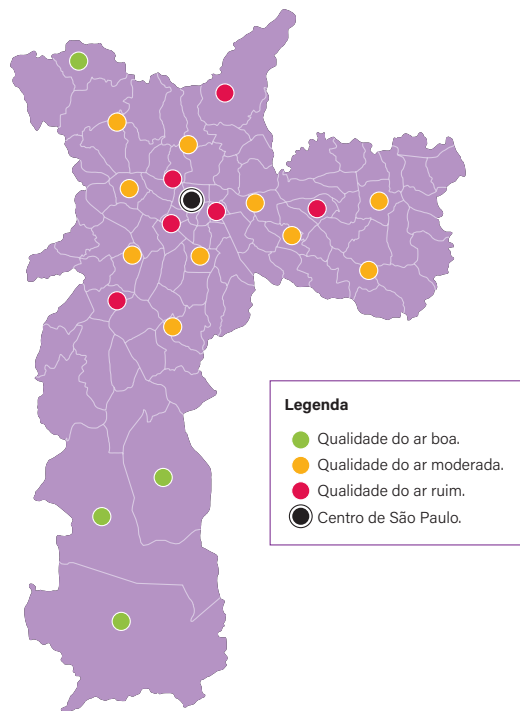 Legenda
Qualidade do ar boa.
Qualidade do ar moderada.
Qualidade do ar ruim.
Centro de São Paulo.